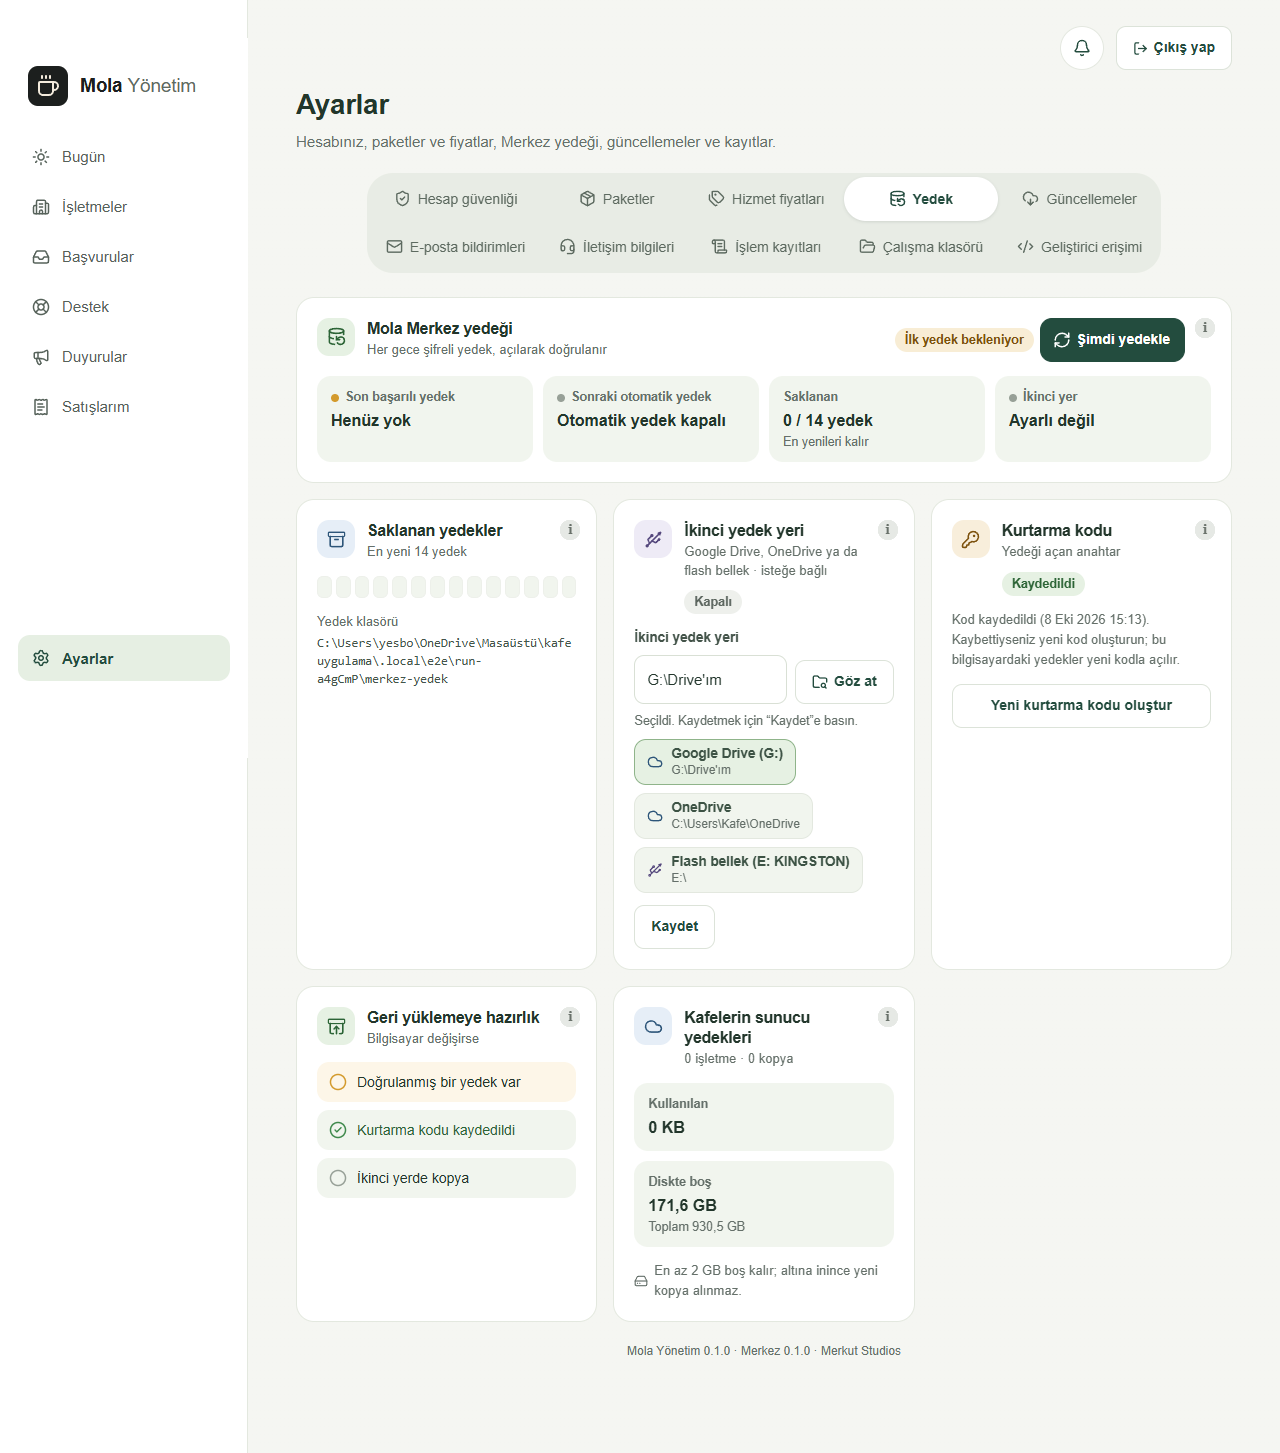 Mola Yönetim
Bugün
İşletmeler
Başvurular
Destek
Duyurular
Satışlarım
Ayarlar
Çıkış yap
Ayarlar
Hesabınız, paketler ve fiyatlar, Merkez yedeği, güncellemeler ve kayıtlar.
Hesap güvenliği
Paketler
Hizmet fiyatları
Yedek
Güncellemeler
E-posta bildirimleri
İletişim bilgileri
İşlem kayıtları
Çalışma klasörü
Geliştirici erişimi
Mola Merkez yedeği
Her gece şifreli yedek, açılarak doğrulanır
İlk yedek bekleniyor
Şimdi yedekle
i
Son başarılı yedek
Henüz yok
Sonraki otomatik yedek
Otomatik yedek kapalı
Saklanan
0 / 14 yedek
En yenileri kalır
İkinci yer
Ayarlı değil
Saklanan yedekler
En yeni 14 yedek
i
Yedek klasörü
C:\Users\yesbo\OneDrive\Masaüstü\kafe
uygulama\.local\e2e\run-
a4gCmP\merkez-yedek
İkinci yedek yeri
Google Drive, OneDrive ya da
flash bellek · isteğe bağlı
Kapalı
i
İkinci yedek yeri
G:\Drive'ım
Göz at
Seçildi. Kaydetmek için “Kaydet”e basın.
Google Drive (G:)
G:\Drive'ım
OneDrive
C:\Users\Kafe\OneDrive
Flash bellek (E: KINGSTON)
E:\
Kaydet
Kurtarma kodu
Yedeği açan anahtar
Kaydedildi
i
Kod kaydedildi (8 Eki 2026 15:13).
Kaybettiyseniz yeni kod oluşturun; bu
bilgisayardaki yedekler yeni kodla açılır.
Yeni kurtarma kodu oluştur
Geri yüklemeye hazırlık
Bilgisayar değişirse
i
Doğrulanmış bir yedek var
Kurtarma kodu kaydedildi
İkinci yerde kopya
Kafelerin sunucu
yedekleri
0 işletme · 0 kopya
i
Kullanılan
0 KB
Diskte boş
171,6 GB
Toplam 930,5 GB
En az 2 GB boş kalır; altına inince yeni
kopya alınmaz.
Mola Yönetim 0.1.0 · Merkez 0.1.0 · Merkut Studios